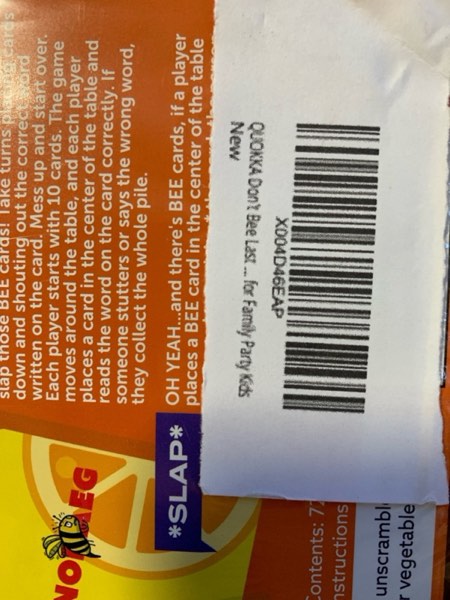 slap those BEE cards! Take turns
down and shouting out the correct word
written on the card. Mess up and start over.
Each player starts with 10 cards. The game
moves around the table, and each player
places a card in the center of the table and
reads the word on the card correctly. If
someone stutters or says the wrong word,
they collect the whole pile.
OH YEAH...and there's BEE cards, if a player
places a BEE card in the center of the table
*SLAP*
X004D46EAP
QUOKKA Don't Bee Last ... for Family Party Kids
New
Contents: 72
Instructions
unscrambl
r vegetable
NO
EG